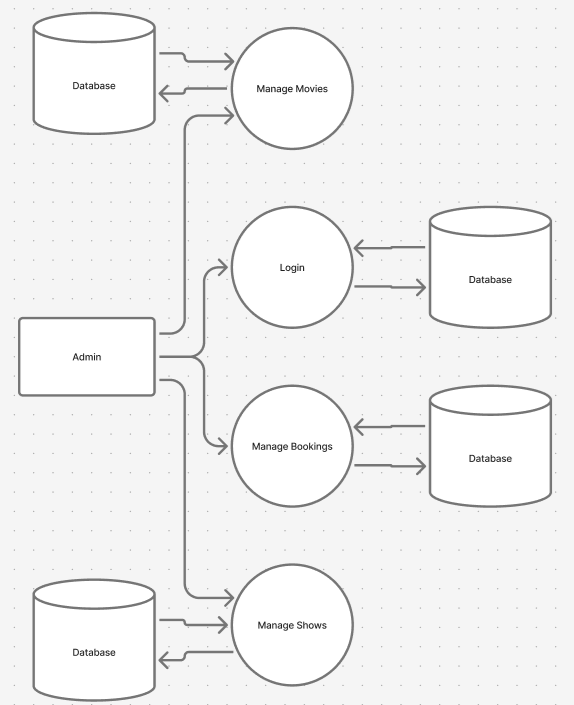 Database
Manage Movies
Login
Database
Admin
Manage Bookings
Database
Manage Shows
Database